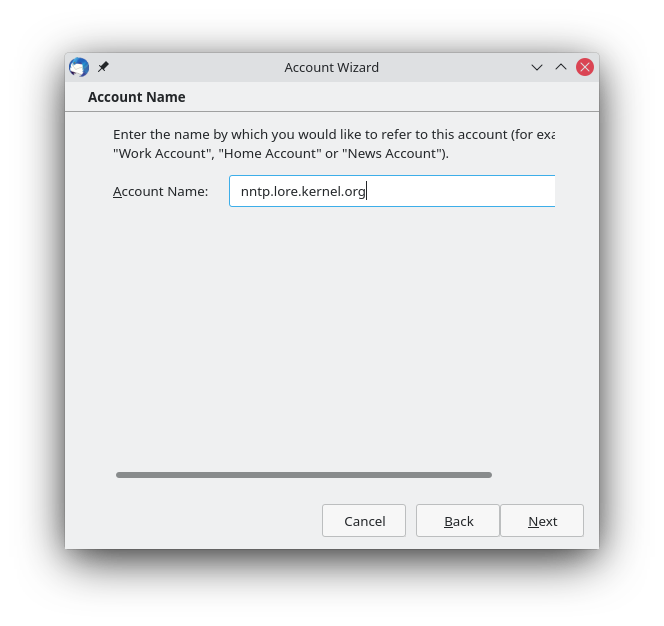 Account Wizard
Account Name
Enter the name by which you would like to refer to this account (for exa
"Work Account", "Home Account" or "News Account").
Account Name: nntp.lore.kernel.org
Cancel Back Next